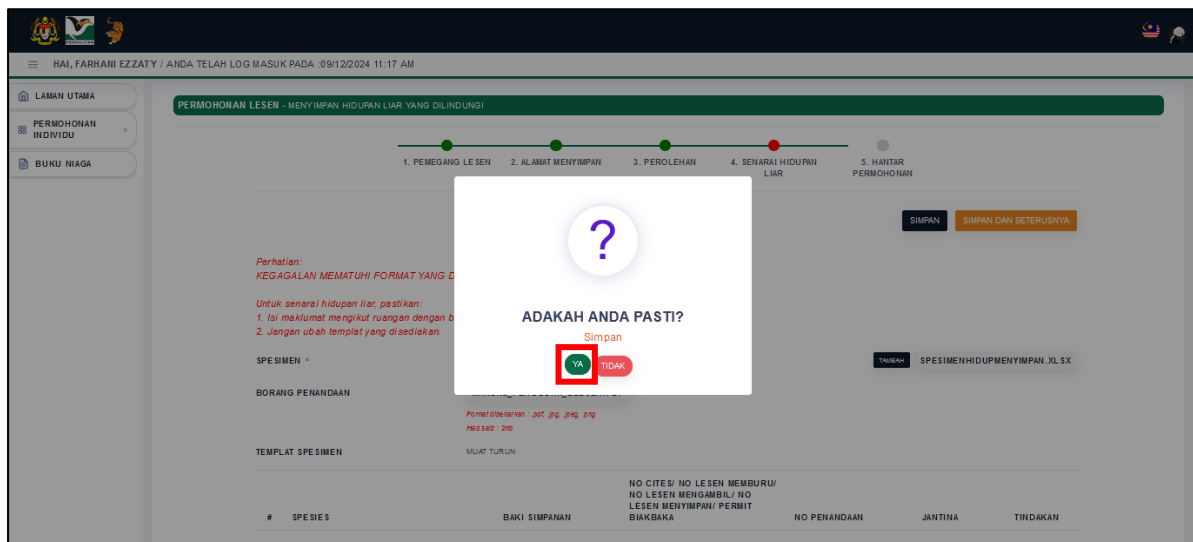 HAI, FARHANI EZZATY / ANDA TELAH LOG MASUK PADA :09/12/2024 11:17 AM
LAMAN UTAMA
PERMOHONAN INDIVIDU
BUKU NIAGA
PERMOHONAN LESEN - MENYIMPAN HIDUPAN LIAR YANG DILINDUNGI
1. PEMEGANG LESEN 2. ALAMAT MENYIMPAN 3. PEROLEHAN 4. SENARAI HIDUPAN LIAR 5. HANTAR PERMOHONAN
SIMPAN SIMPAN DAN SETERUSNYA
Perhatian:
KEGAGALAN MEMATUHI FORMAT YANG D
Untuk senarai hidupan liar, pastikan:
1. Isi maklumat mengikut ruangan dengan b
2. Jangan ubah templat yang disediakan.
?
ADAKAH ANDA PASTI?
Simpan
YA TIDAK
SPESIMEN * TAMBAH SPESIMENHIDUPMENYIMPAN.XLSX
BORANG PENANDAAN
Format dibenarkan : .pdf, .jpg, .jpeg, .png
Had saiz : 2mb
TEMPLAT SPESIMEN MUAT TURUN
# SPESIES BAKI SIMPANAN NO CITES/ NO LESEN MEMBURU/ NO LESEN MENGAMBIL/ NO LESEN MENYIMPAN/ PERMIT BIAKBAKA NO PENANDAAN JANTINA TINDAKAN